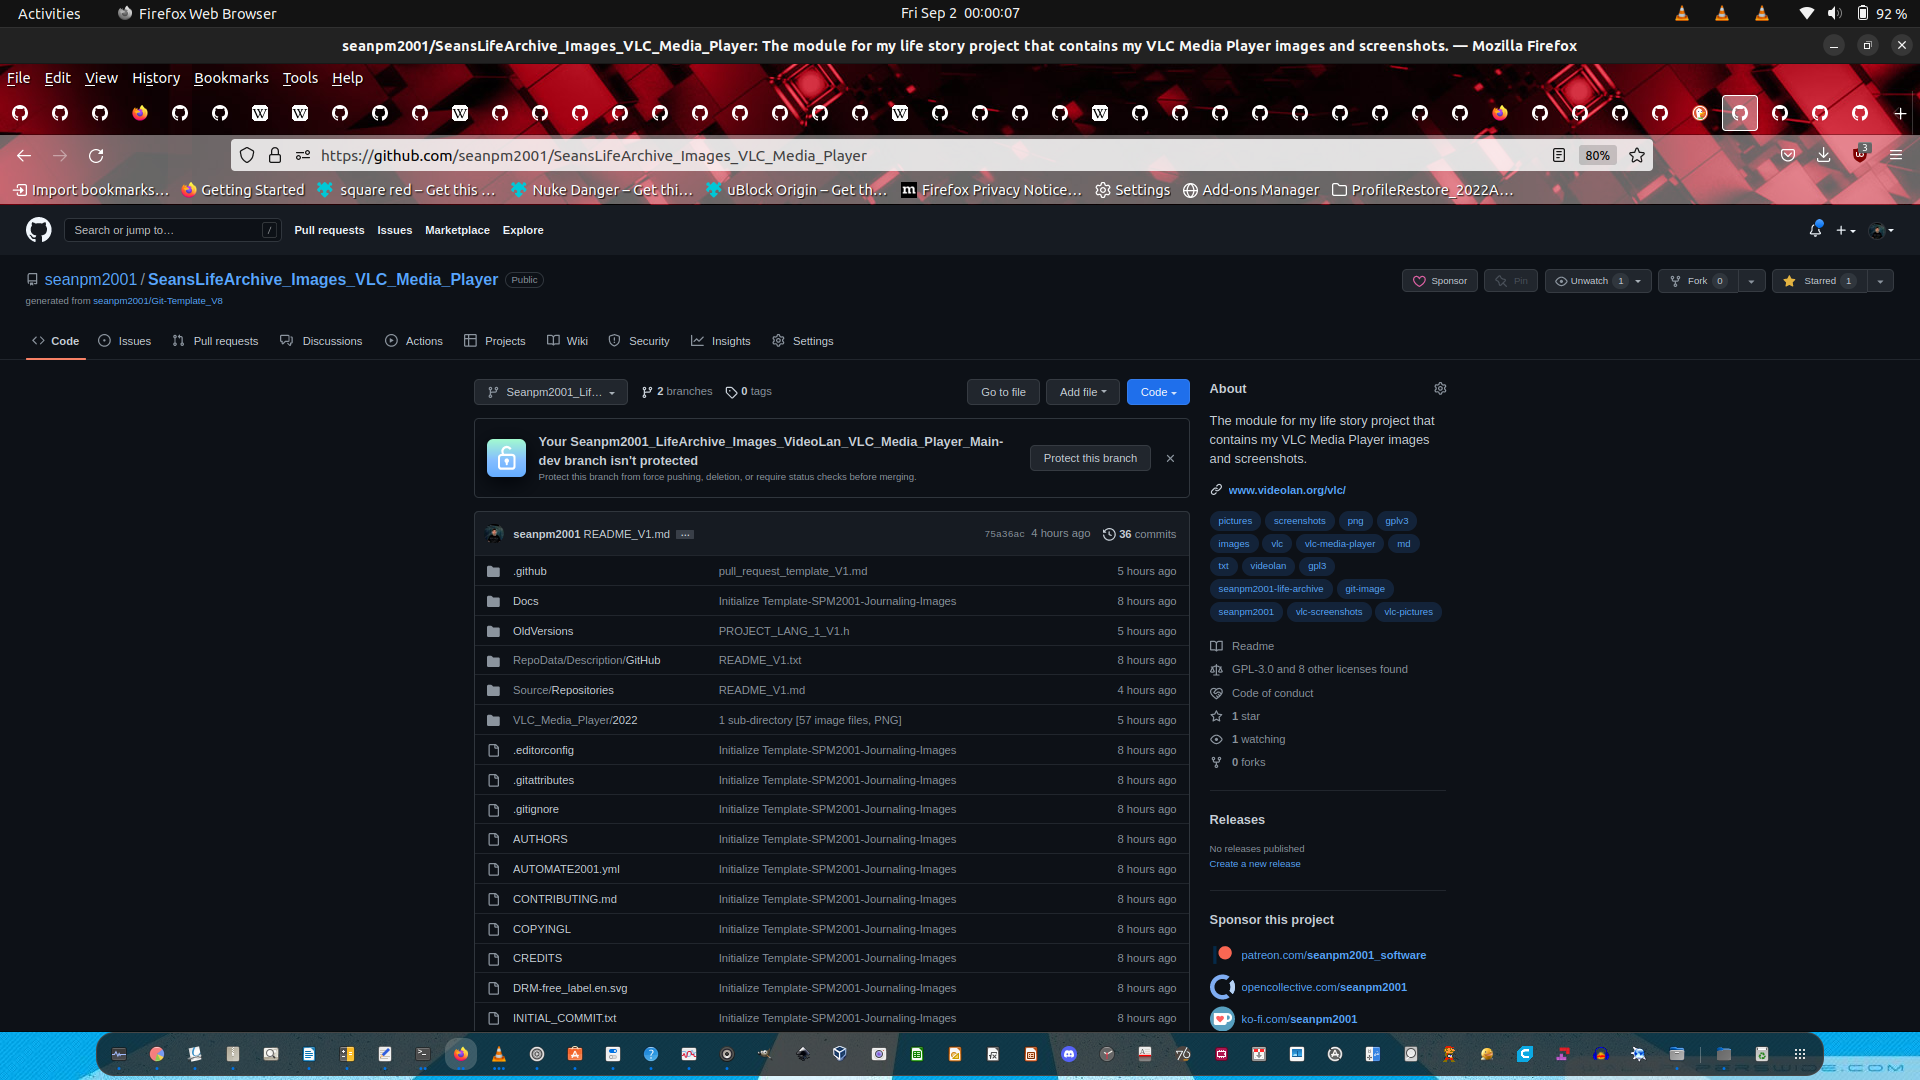 Activities Firefox Web Browser Fri Sep 2 00:00:07 92 %
seanpm2001/SeansLifeArchive_Images_VLC_Media_Player: The module for my life story project that contains my VLC Media Player images and screenshots. — Mozilla Firefox
File Edit View History Bookmarks Tools Help
https://github.com/seanpm2001/SeansLifeArchive_Images_VLC_Media_Player 80% 3
Import bookmarks… Getting Started square red – Get this … Nuke Danger – Get thi… uBlock Origin – Get th… Firefox Privacy Notice… Settings Add-ons Manager ProfileRestore_2022A…
Search or jump to… / Pull requests Issues Marketplace Explore
seanpm2001 / SeansLifeArchive_Images_VLC_Media_Player Public Sponsor Pin Unwatch 1 Fork 0 Starred 1
generated from seanpm2001/Git-Template_V8
Code Issues Pull requests Discussions Actions Projects Wiki Security Insights Settings
Seanpm2001_Lif… 2 branches 0 tags Go to file Add file Code
Your Seanpm2001_LifeArchive_Images_VideoLan_VLC_Media_Player_Main-
dev branch isn't protected
Protect this branch from force pushing, deletion, or require status checks before merging.
Protect this branch
seanpm2001 README_V1.md … 75a36ac 4 hours ago 36 commits
.github pull_request_template_V1.md 5 hours ago
Docs Initialize Template-SPM2001-Journaling-Images 8 hours ago
OldVersions PROJECT_LANG_1_V1.h 5 hours ago
RepoData/Description/GitHub README_V1.txt 8 hours ago
Source/Repositories README_V1.md 4 hours ago
VLC_Media_Player/2022 1 sub-directory [57 image files, PNG] 5 hours ago
.editorconfig Initialize Template-SPM2001-Journaling-Images 8 hours ago
.gitattributes Initialize Template-SPM2001-Journaling-Images 8 hours ago
.gitignore Initialize Template-SPM2001-Journaling-Images 8 hours ago
AUTHORS Initialize Template-SPM2001-Journaling-Images 8 hours ago
AUTOMATE2001.yml Initialize Template-SPM2001-Journaling-Images 8 hours ago
CONTRIBUTING.md Initialize Template-SPM2001-Journaling-Images 8 hours ago
COPYINGL Initialize Template-SPM2001-Journaling-Images 8 hours ago
CREDITS Initialize Template-SPM2001-Journaling-Images 8 hours ago
DRM-free_label.en.svg Initialize Template-SPM2001-Journaling-Images 8 hours ago
INITIAL_COMMIT.txt Initialize Template-SPM2001-Journaling-Images 8 hours ago
About
The module for my life story project that
contains my VLC Media Player images
and screenshots.
www.videolan.org/vlc/
pictures screenshots png gplv3
images vlc vlc-media-player md
txt videolan gpl3
seanpm2001-life-archive git-image
seanpm2001 vlc-screenshots vlc-pictures
Readme
GPL-3.0 and 8 other licenses found
Code of conduct
1 star
1 watching
0 forks
Releases
No releases published
Create a new release
Sponsor this project
patreon.com/seanpm2001_software
opencollective.com/seanpm2001
ko-fi.com/seanpm2001